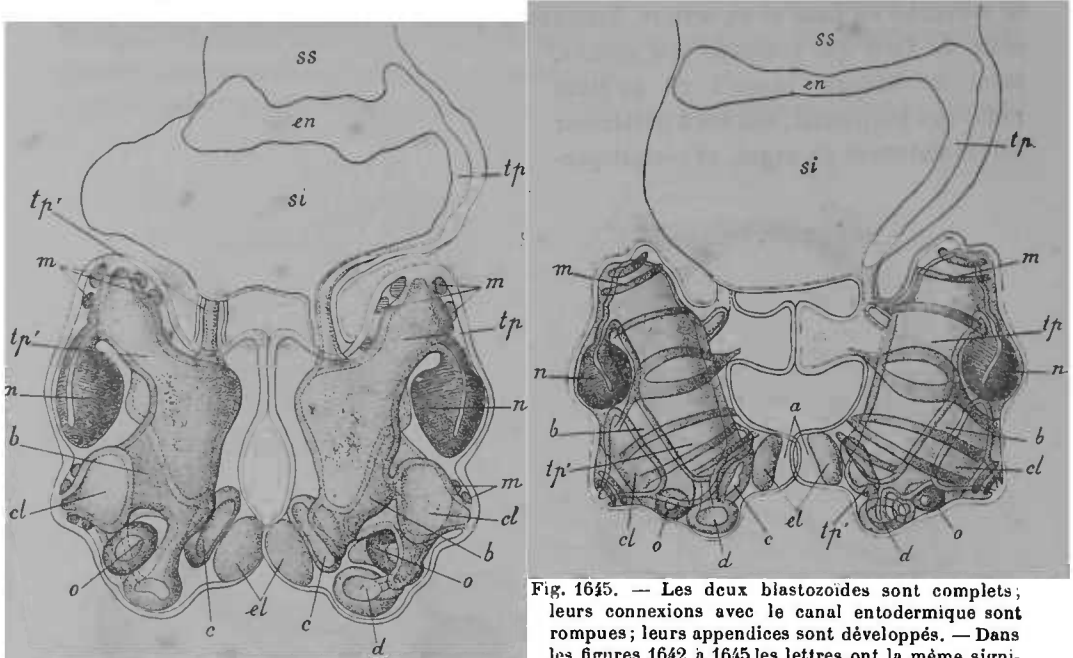 ss
en
tp
si
tp'
m
m
tp
tp'
n
n
b
m
cl
cl
b
o
o
c
el
c
d
ss
en
tp
si
m
m
tp
n
n
a
b
b
tp'
cl
cl
o
d
c
el
tp'
d
o
Fig. 1645. — Les deux blastozoïdes sont complets;
leurs connexions avec le canal entodermique sont
rompues; leurs appendices sont développés. — Dans
les figures 1642 à 1645 les lettres ont la même signi-